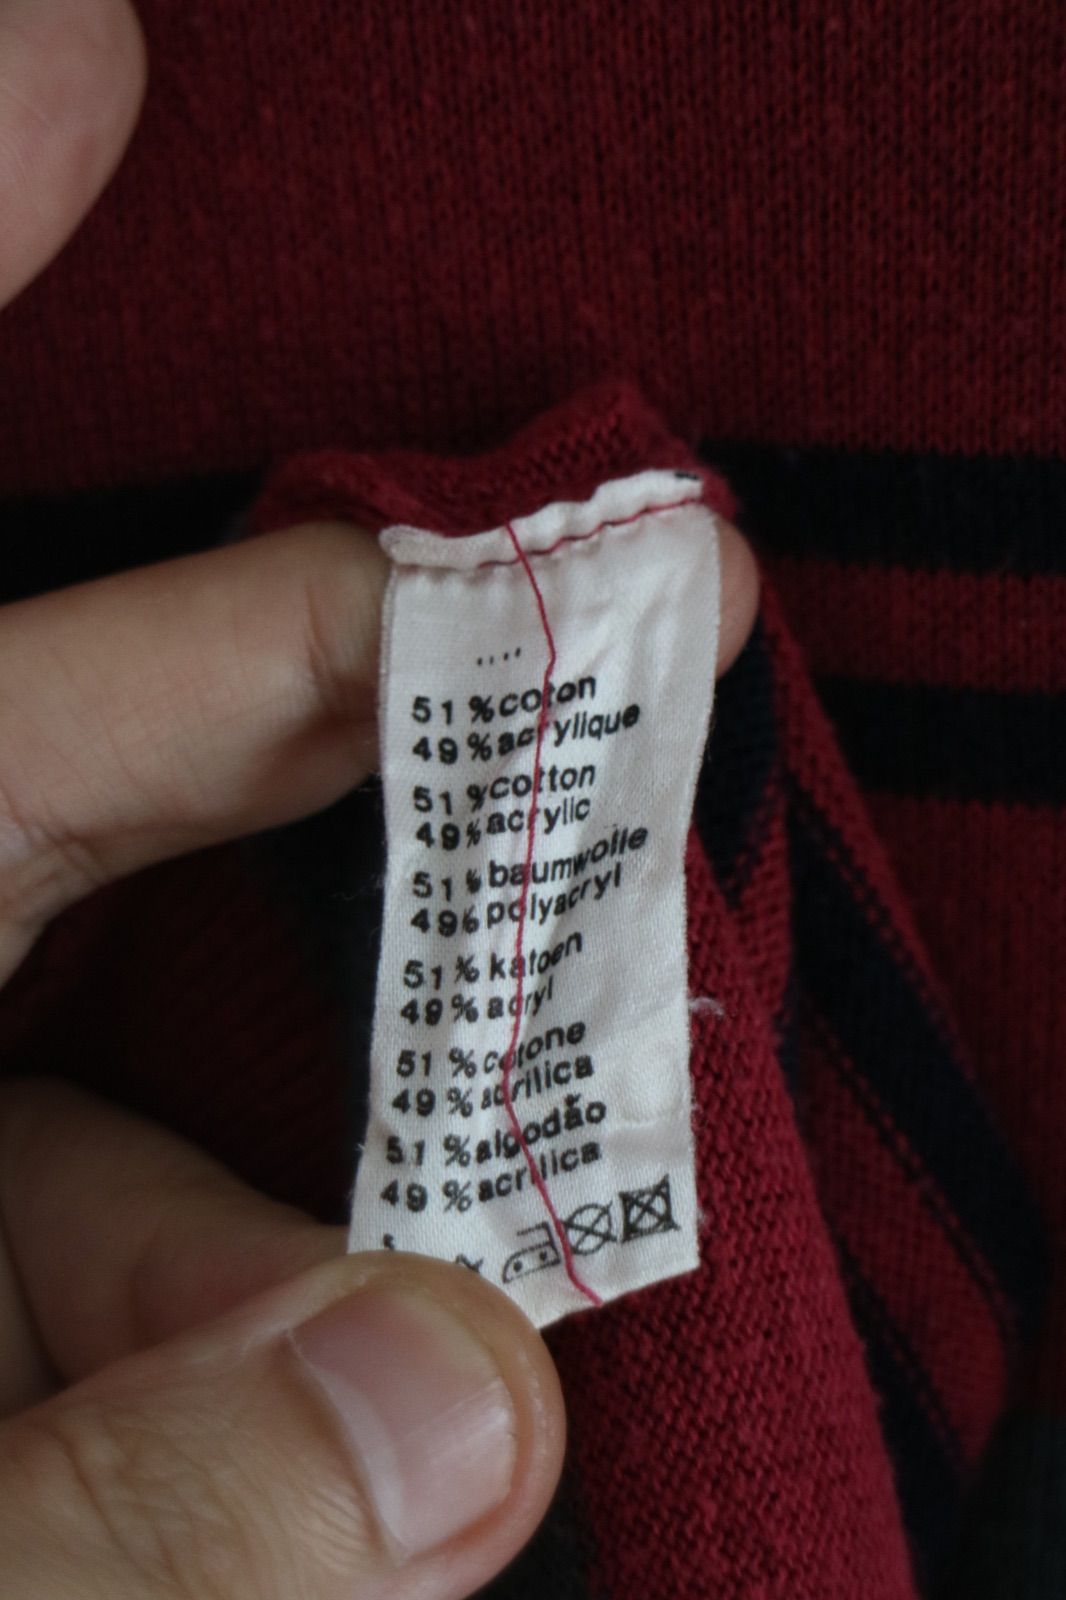 51% coton
49% acrylique
51% cotton
49% acrylic
51% baumwolle
49% polyacryl
51% katoen
49% acryl
51% cotone
49% acrilica
51% algodão
49% acrilica